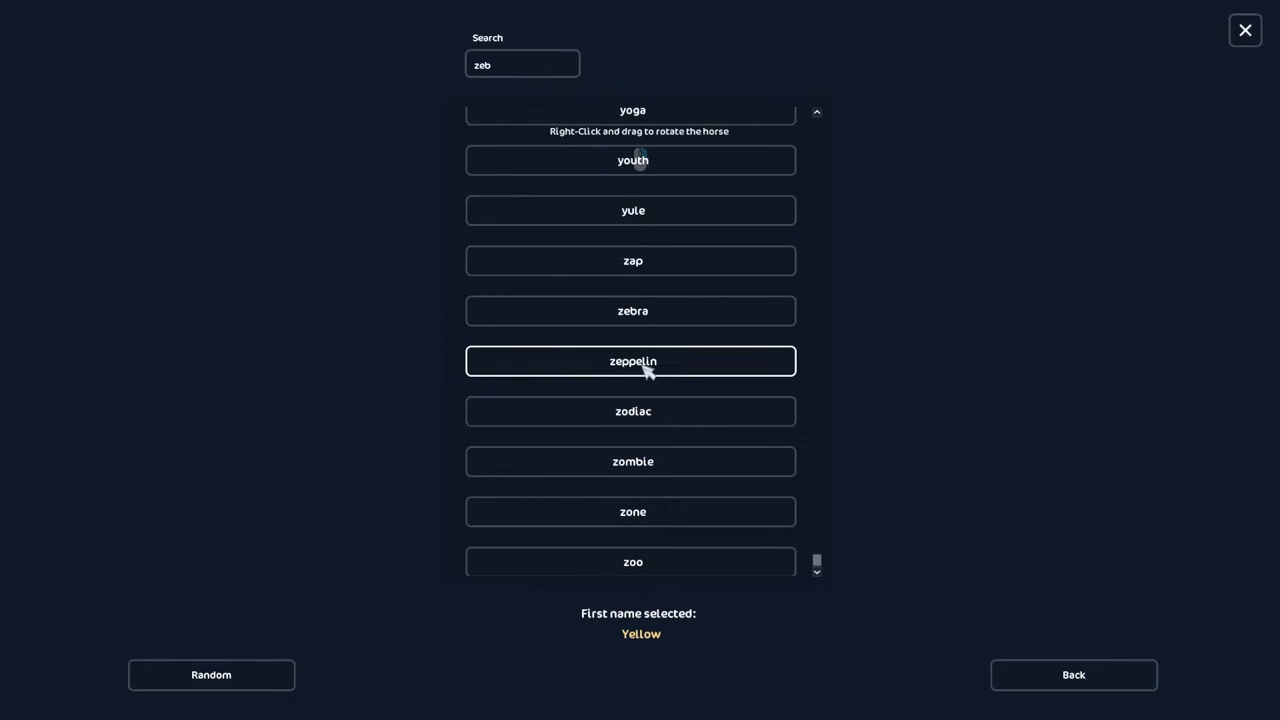 Search
zeb
yoga
Right-Click and drag to rotate the horse
youth
yule
zap
zebra
zeppelin
zodiac
zombie
zone
zoo
First name selected:
Yellow
Random
Back